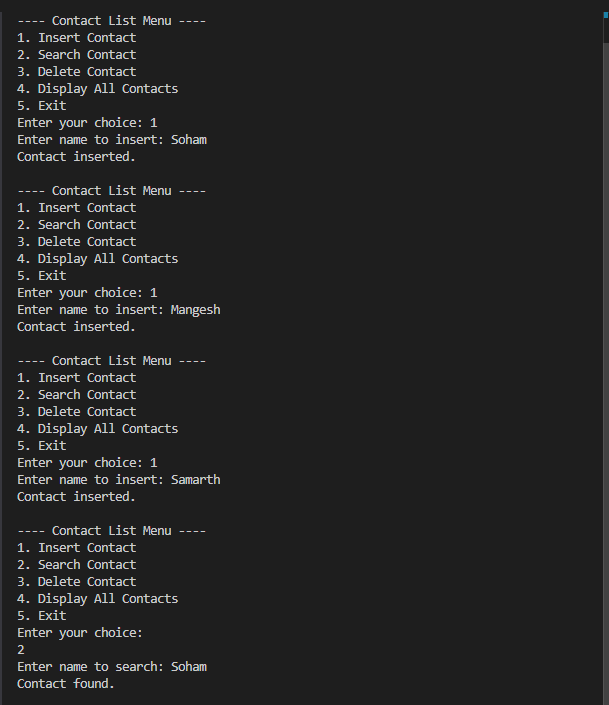 ---- Contact List Menu ----
1. Insert Contact
2. Search Contact
3. Delete Contact
4. Display All Contacts
5. Exit
Enter your choice: 1
Enter name to insert: Soham
Contact inserted.

---- Contact List Menu ----
1. Insert Contact
2. Search Contact
3. Delete Contact
4. Display All Contacts
5. Exit
Enter your choice: 1
Enter name to insert: Mangesh
Contact inserted.

---- Contact List Menu ----
1. Insert Contact
2. Search Contact
3. Delete Contact
4. Display All Contacts
5. Exit
Enter your choice: 1
Enter name to insert: Samarth
Contact inserted.

---- Contact List Menu ----
1. Insert Contact
2. Search Contact
3. Delete Contact
4. Display All Contacts
5. Exit
Enter your choice:
2
Enter name to search: Soham
Contact found.